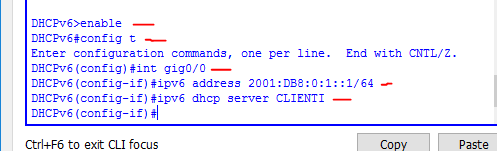 DHCPv6>enable
DHCPv6#config t
Enter configuration commands, one per line. End with CNTL/Z.
DHCPv6(config)#int gig0/0
DHCPv6(config-if)#ipv6 address 2001:DB8:0:1::1/64
DHCPv6(config-if)#ipv6 dhcp server CLIENTI
DHCPv6(config-if)#
Ctrl+F6 to exit CLI focus
Copy
Paste